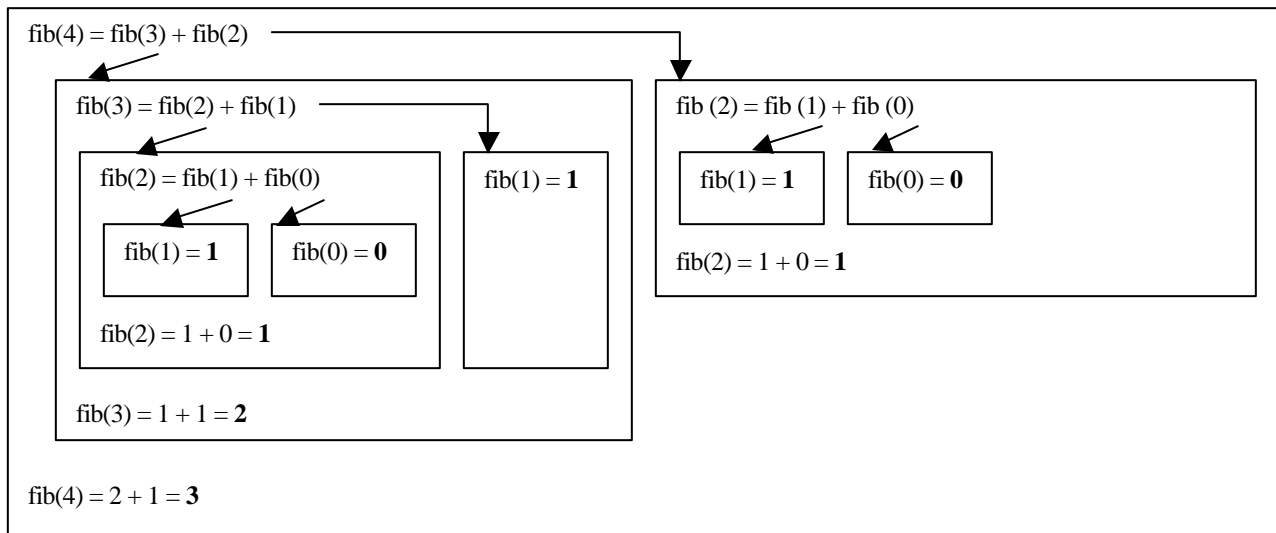 fib(4) = fib(3) + fib(2)
fib(3) = fib(2) + fib(1)
fib(2) = fib(1) + fib(0)
fib(1) = 1
fib(0) = 0
fib(2) = 1 + 0 = 1
fib(1) = 1
fib(3) = 1 + 1 = 2
fib (2) = fib (1) + fib (0)
fib(1) = 1
fib(0) = 0
fib(2) = 1 + 0 = 1
fib(4) = 2 + 1 = 3